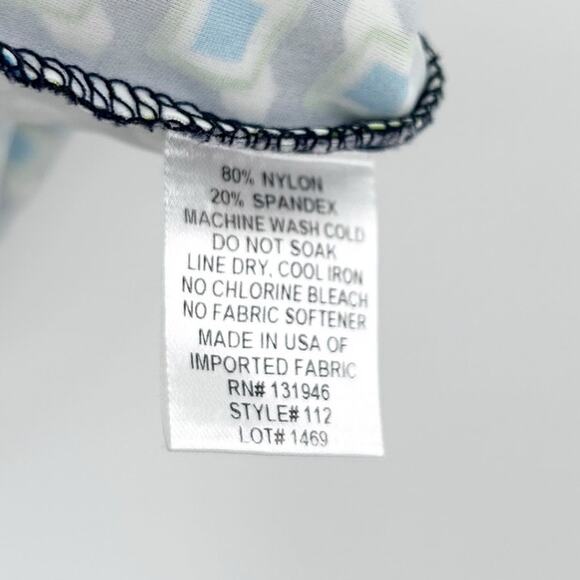 80% NYLON
20% SPANDEX
MACHINE WASH COLD
DO NOT SOAK
LINE DRY, COOL IRON
NO CHLORINE BLEACH
NO FABRIC SOFTENER
MADE IN USA OF
IMPORTED FABRIC
RN# 131946
STYLE# 112
LOT# 1469